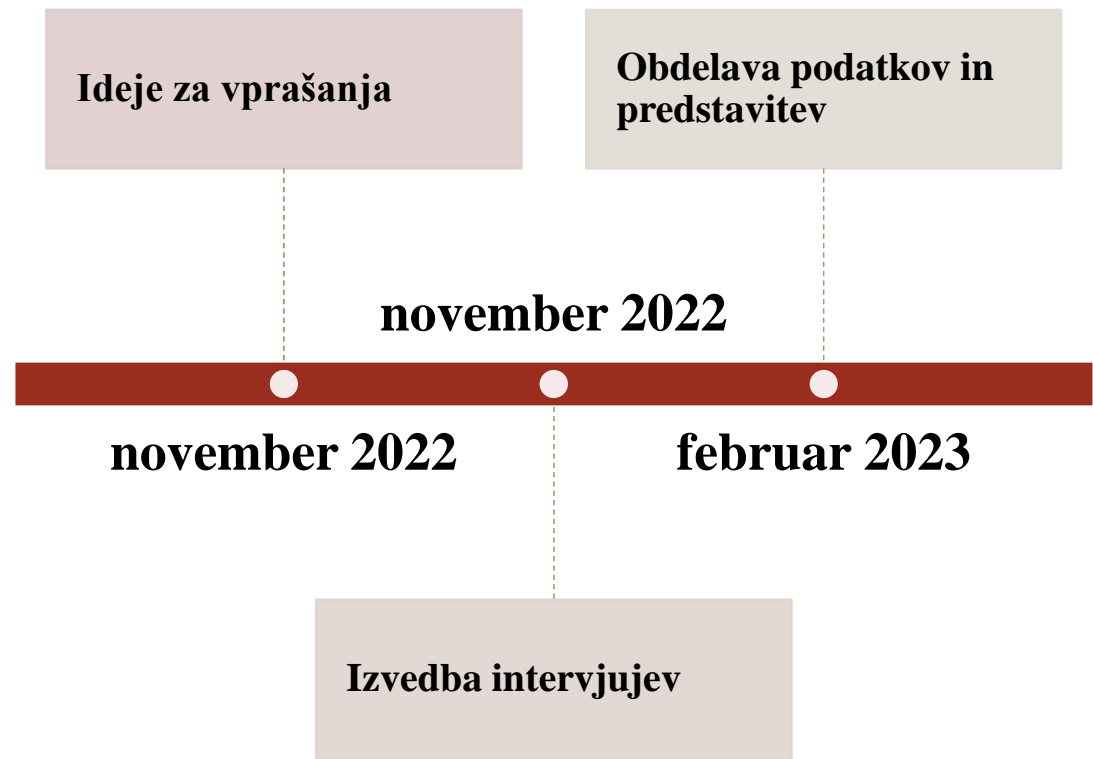 Ideje za vprašanja
Obdelava podatkov in
predstavitev
november 2022
november 2022
februar 2023
Izvedba intervjujev